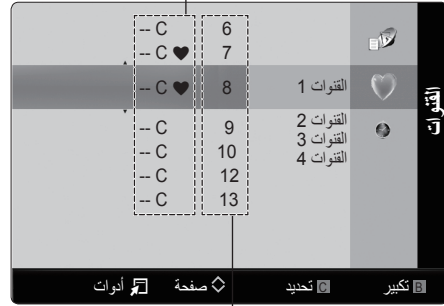 القنوات
6 C --
7 ♥ C --
القنوات 1 8 ♥ C --
القنوات 2 9 C --
القنوات 3
القنوات 4 10 C --
12 C --
13 C --
B تكبير C تحديد صفحة أدوات